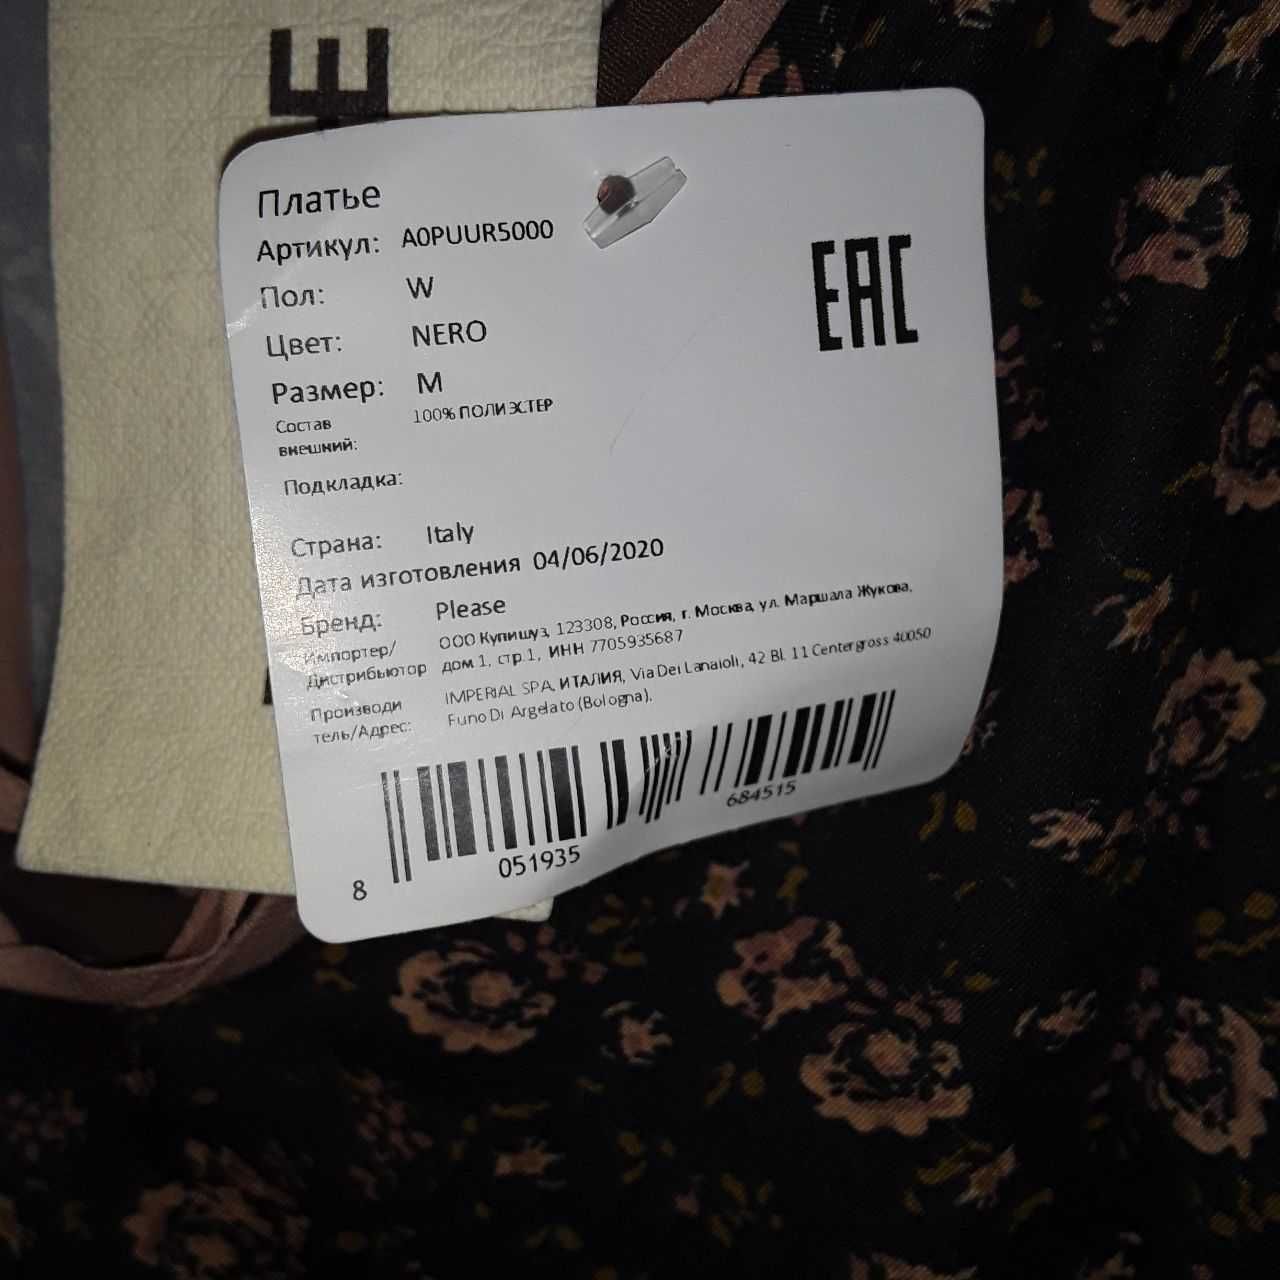 E
Платье
Артикул: A0PUUR5000
Пол: W
Цвет: NERO
Размер: M
Состав внешний: 100% ПОЛИЭСТЕР
Подкладка:
Страна: Italy
Дата изготовления 04/06/2020
Бренд: Please
Импортер/ ООО Купишуз, 123308, Россия, г. Москва, ул. Маршала Жукова,
Дистрибьютор дом 1, стр.1, ИНН 7705935687
Производи IMPERIAL SPA, ИТАЛИЯ, Via Dei Lanaioli, 42 Bl. 11 Centergross 40050
тель/Адрес: Funo Di Argelato (Bologna),
8 051935 684515
EAC